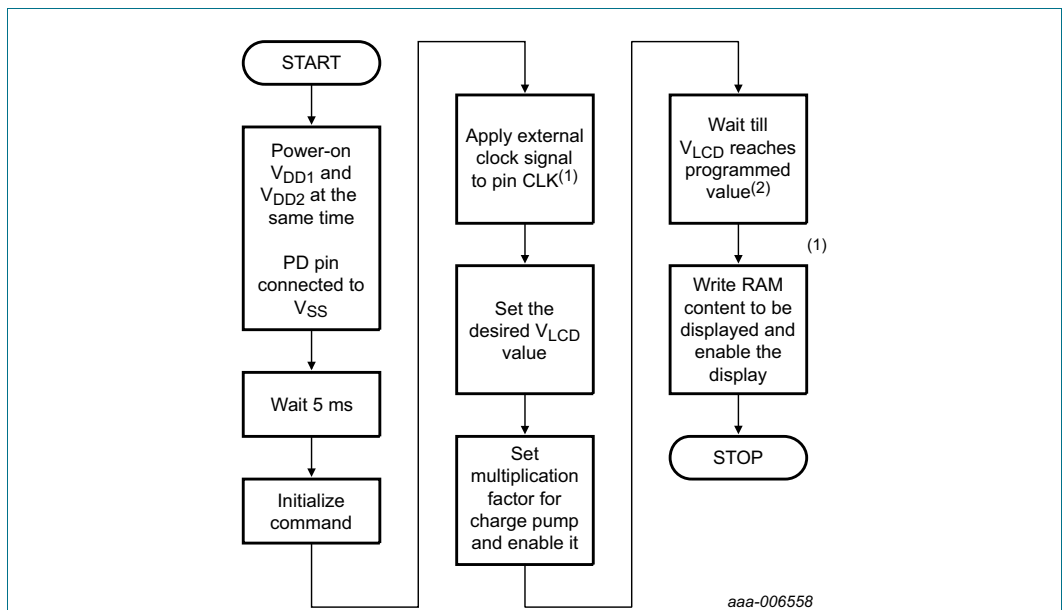 START
Power-on
VDD1 and
VDD2 at the
same time
PD pin
connected to
VSS
Wait 5 ms
Initialize
command
Apply external
clock signal
to pin CLK(1)
Set the
desired VLCD
value
Set
multiplication
factor for
charge pump
and enable it
Wait till
VLCD reaches
programmed
value(2)
(1)
Write RAM
content to be
displayed and
enable the
display
STOP
aaa-006558